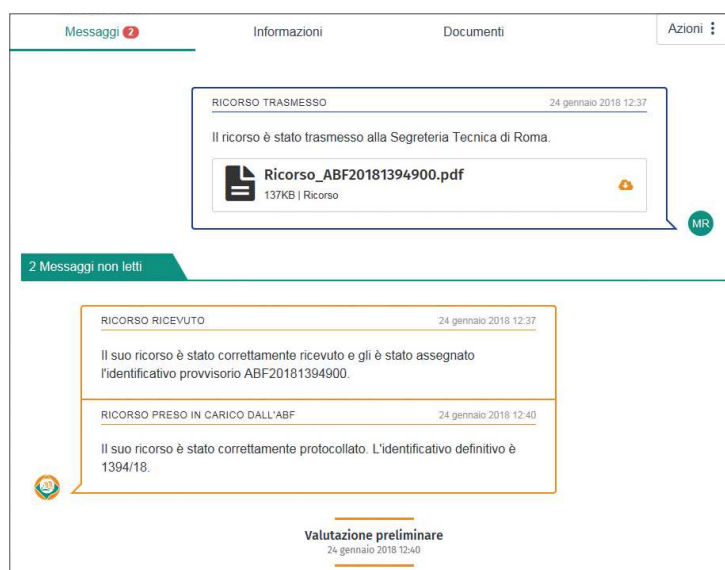 Messaggi 2 Informazioni Documenti Azioni
RICORSO TRASMESSO 24 gennaio 2018 12:37
Il ricorso è stato trasmesso alla Segreteria Tecnica di Roma.
Ricorso_ABF20181394900.pdf
137KB | Ricorso
MR
2 Messaggi non letti
RICORSO RICEVUTO 24 gennaio 2018 12:37
Il suo ricorso è stato correttamente ricevuto e gli è stato assegnato
l'identificativo provvisorio ABF20181394900.
RICORSO PRESO IN CARICO DALL'ABF 24 gennaio 2018 12:40
Il suo ricorso è stato correttamente protocollato. L'identificativo definitivo è
1394/18.
Valutazione preliminare
24 gennaio 2018 12:40